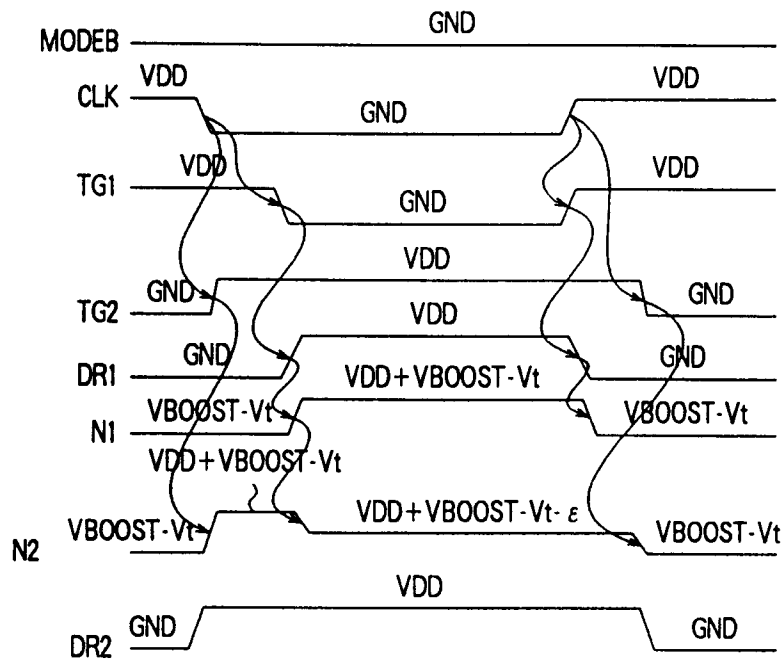 GND
MODEB
VDD
VDD
CLK
GND
VDD
VDD
TG1
GND
VDD
GND
GND
TG2
VDD
GND
GND
DR1
VDD+VBOOST-Vt
VBOOST-Vt
VBOOST-Vt
N1
VDD+VBOOST-Vt
VDD+VBOOST-Vt-ε
VBOOST-Vt
VBOOST-Vt
N2
VDD
GND
GND
DR2